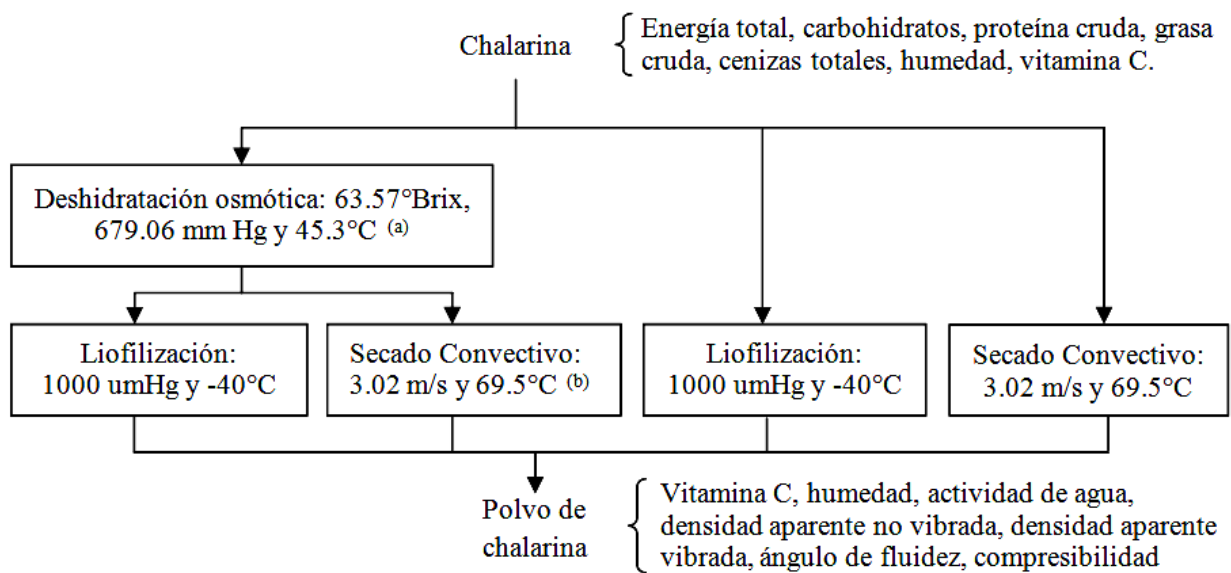 Chalarina
Energía total, carbohidratos, proteína cruda, grasa
cruda, cenizas totales, humedad, vitamina C.
Deshidratación osmótica: 63.57°Brix,
679.06 mm Hg y 45.3°C (a)
Liofilización:
1000 umHg y -40°C
Secado Convectivo:
3.02 m/s y 69.5°C (b)
Liofilización:
1000 umHg y -40°C
Secado Convectivo:
3.02 m/s y 69.5°C
Polvo de
chalarina
Vitamina C, humedad, actividad de agua,
densidad aparente no vibrada, densidad aparente
vibrada, ángulo de fluidez, compresibilidad